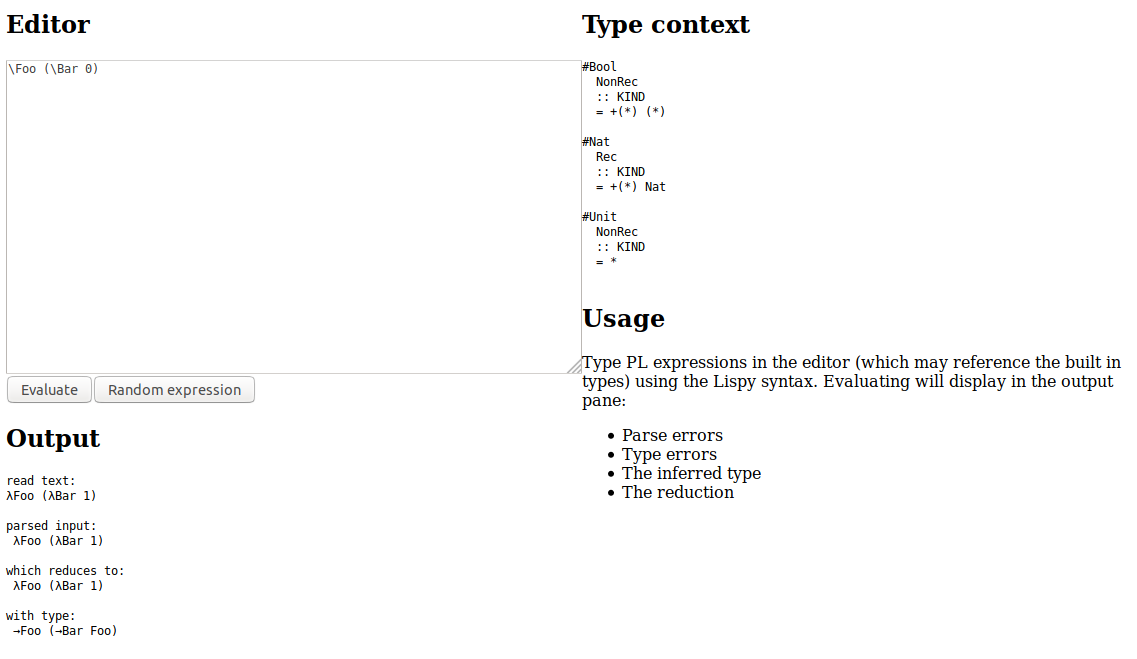 Editor
\Foo (\Bar 0)
Evaluate
Random expression
Output
read text:
λFoo (λBar 1)
parsed input:
λFoo (λBar 1)
which reduces to:
λFoo (λBar 1)
with type:
→Foo (→Bar Foo)
Type context
#Bool
NonRec
:: KIND
= +(*) (*)
#Nat
Rec
:: KIND
= +(*) Nat
#Unit
NonRec
:: KIND
= *
Usage
Type PL expressions in the editor (which may reference the built in
types) using the Lispy syntax. Evaluating will display in the output
pane:
• Parse errors
• Type errors
• The inferred type
• The reduction